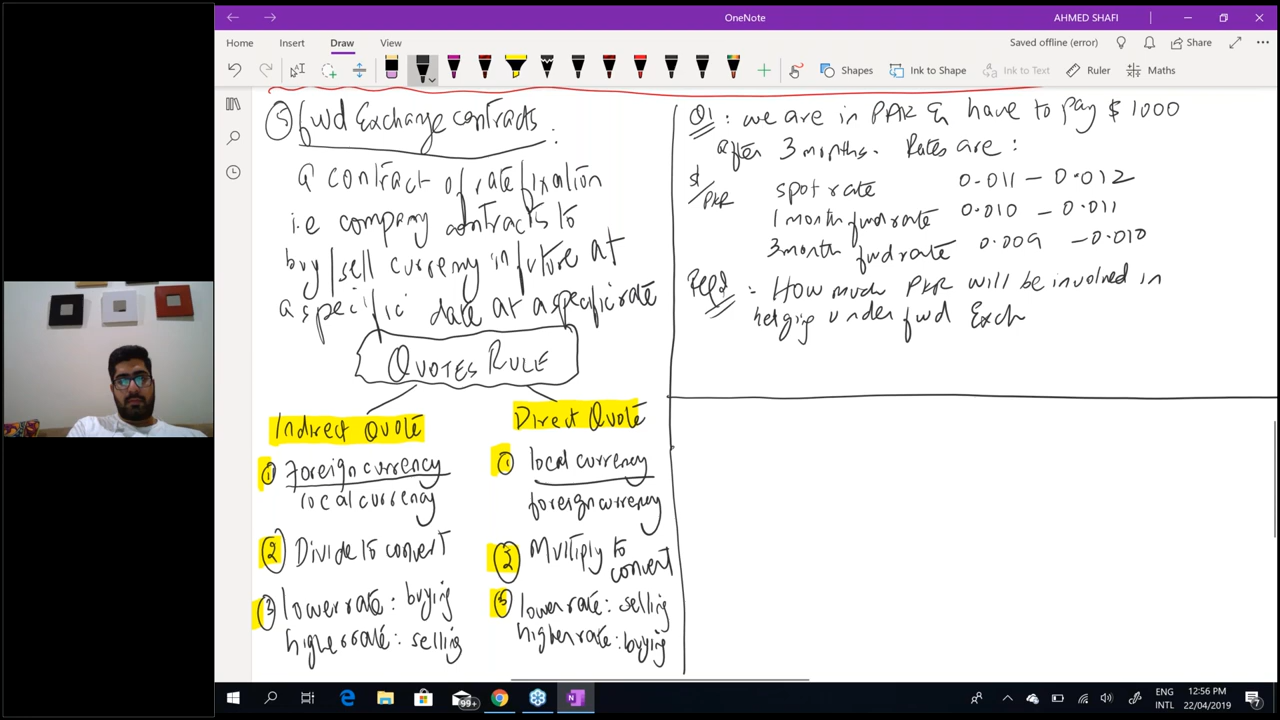 OneNote
AHMED SHAFI
Home Insert Draw View
Saved offline (error)
Share
Shapes
Ink to Shape
Ink to Text
Ruler
Maths
③ fwd Exchange contracts.
a contract of rate fixation
i.e company contracts to
buy/sell currency in future at
a specific date at a specific rate
QUOTES RULE
Indirect Quote
① Foreign currency
local currency
② Divide to convert
③ lower rate: buying
higher rate: selling
Direct Quote
① local currency
foreign currency
② Multiply to
convert
③ lower rate: selling
higher rate: buying
Q1: we are in PAK & have to pay $ 1000
after 3 months. Rates are:
$/PKR spot rate 0.011 - 0.012
1 month fwd rate 0.010 - 0.011
3 month fwd rate 0.009 - 0.010
Reqd: How much PKR will be involved in
hedging under fwd Exch
99+
ENG
INTL
12:56 PM
22/04/2019
7